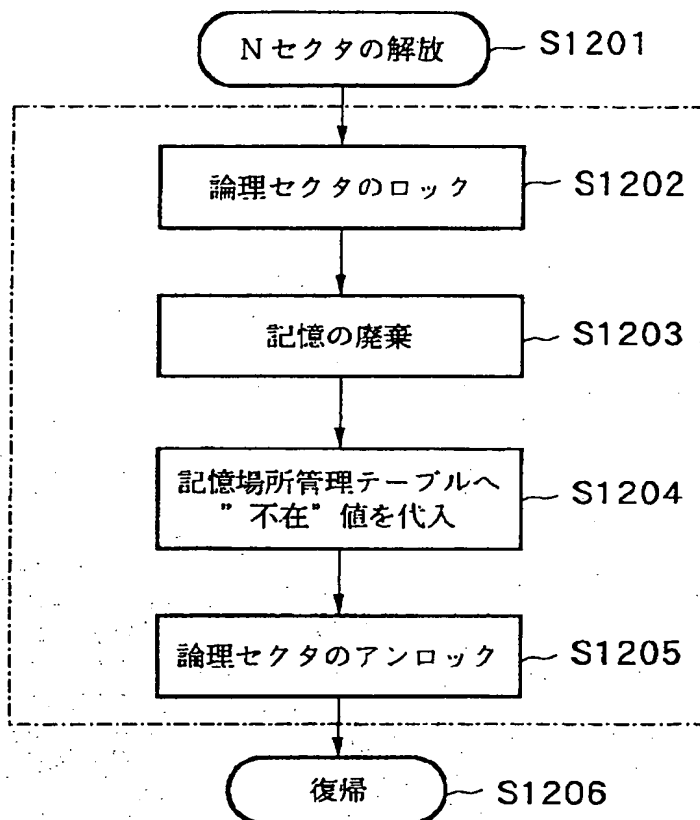 Nセクタの解放
S1201
論理セクタのロック
S1202
記憶の廃棄
S1203
記憶場所管理テーブルへ
”不在”値を代入
S1204
論理セクタのアンロック
S1205
復帰
S1206